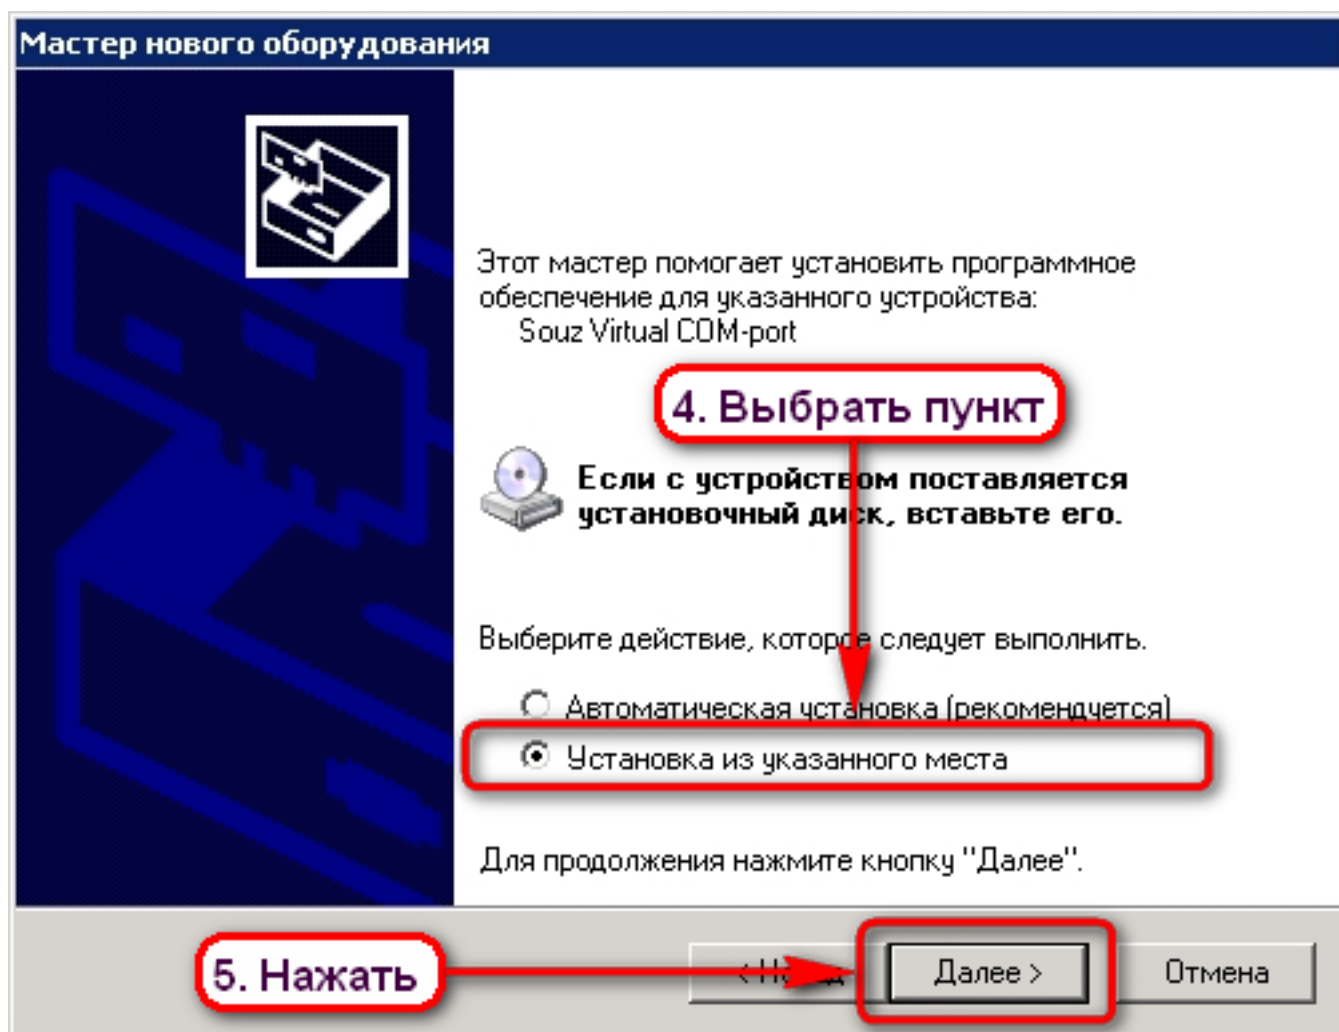 Мастер нового оборудования
Этот мастер помогает установить программное
обеспечение для указанного устройства:
Souz Virtual COM-port
4. Выбрать пункт
Если с устройством поставляется
установочный диск, вставьте его.
Выберите действие, которое следует выполнить.
Автоматическая установка (рекомендуется)
Установка из указанного места
Для продолжения нажмите кнопку "Далее".
5. Нажать
Далее >
Отмена